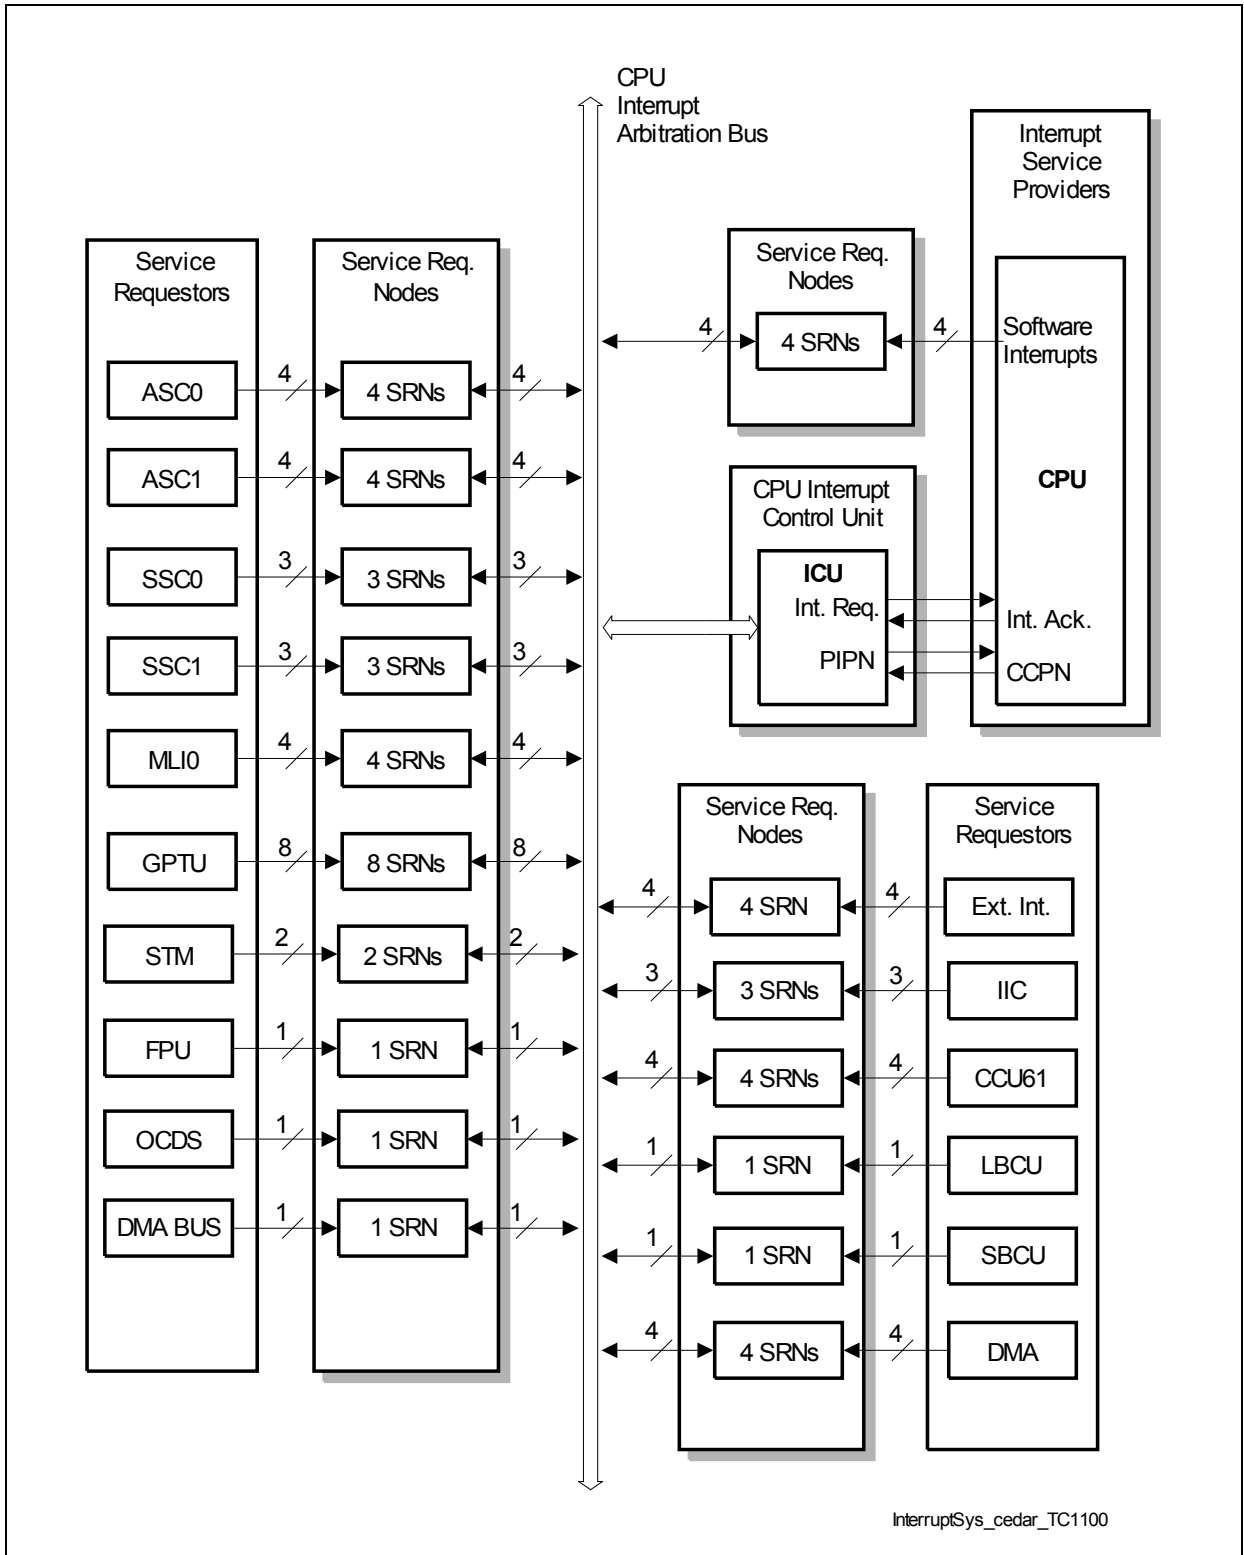 CPU
Interrupt
Arbitration Bus
Interrupt
Service
Providers
Service Req.
Nodes
4
4 SRNs
4
Software
Interrupts
CPU
CPU Interrupt
Control Unit
ICU
Int. Req.
PIPN
Int. Ack.
CCPN
Service
Requestors
Service Req.
Nodes
ASC0 4 4 SRNs 4
ASC1 4 4 SRNs 4
SSC0 3 3 SRNs 3
SSC1 3 3 SRNs 3
MLI0 4 4 SRNs 4
GPTU 8 8 SRNs 8
STM 2 2 SRNs 2
FPU 1 1 SRN 1
OCDS 1 1 SRN 1
DMA BUS 1 1 SRN 1
Service Req.
Nodes
Service
Requestors
4 4 SRN 4 Ext. Int.
3 3 SRNs 3 IIC
4 4 SRNs 4 CCU61
1 1 SRN 1 LBCU
1 1 SRN 1 SBCU
4 4 SRNs 4 DMA
InterruptSys_cedar_TC1100